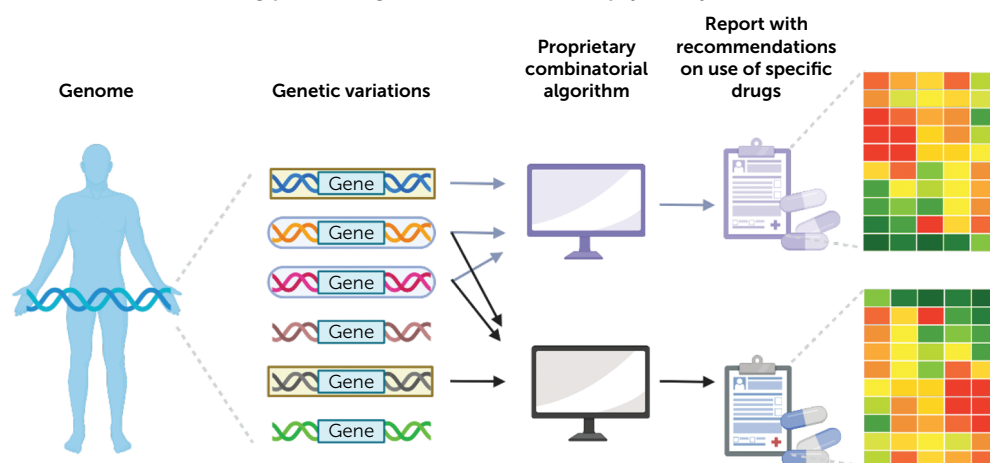 Genome
Genetic variations
Proprietary
combinatorial
algorithm
Report with
recommendations
on use of specific
drugs
Gene
Gene
Gene
Gene
Gene
Gene